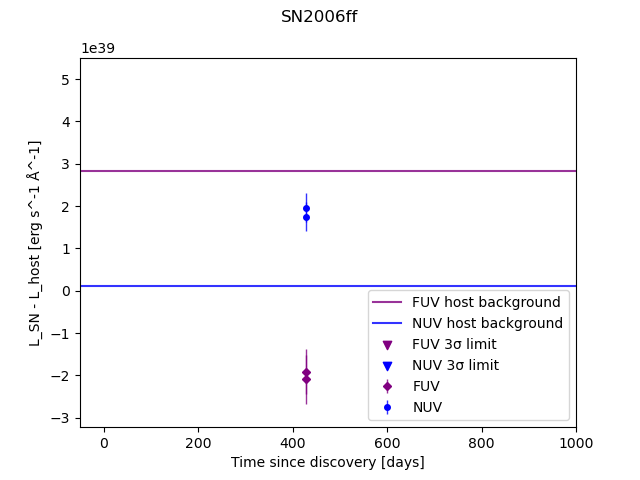 SN2006ff
1e39
L_SN - L_host [erg s^-1 Å^-1]
5
4
3
2
1
0
−1
−2
−3
FUV host background
NUV host background
FUV 3σ limit
NUV 3σ limit
FUV
NUV
0 200 400 600 800 1000
Time since discovery [days]